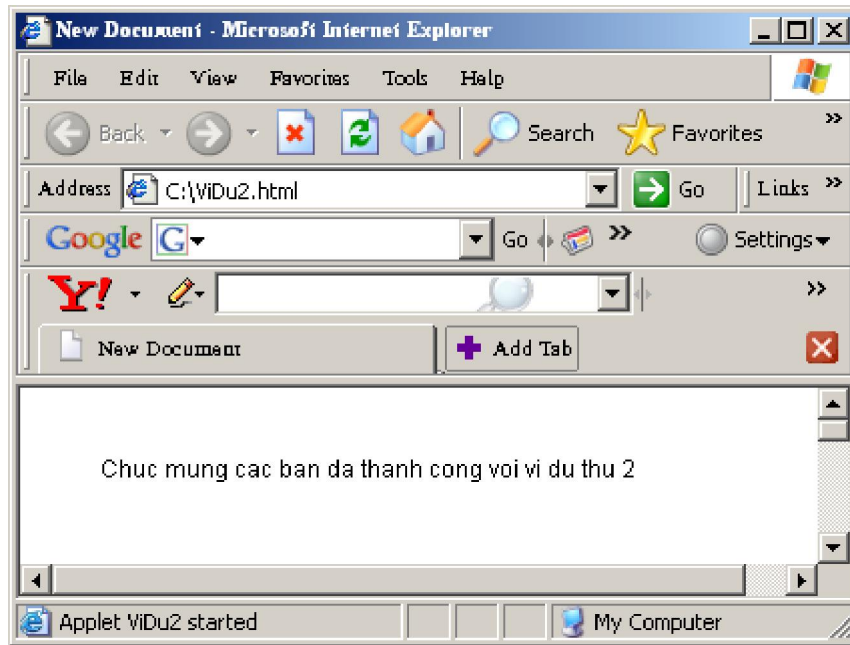 New Document - Microsoft Internet Explorer
File Edit View Favorites Tools Help
Back Search Favorites »
Address C:\ViDu2.html Go Links »
Google G Go » Settings
Y! »
New Document Add Tab
Chuc mung cac ban da thanh cong voi vi du thu 2
Applet ViDu2 started My Computer